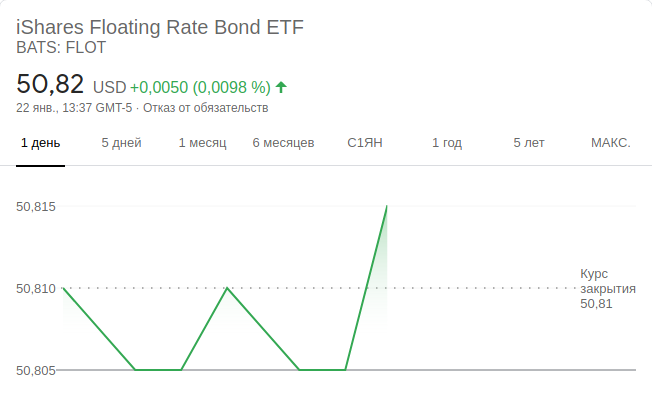 iShares Floating Rate Bond ETF
BATS: FLOT
50,82 USD +0,0050 (0,0098 %)
22 янв., 13:37 GMT-5 · Отказ от обязательств
1 день 5 дней 1 месяц 6 месяцев С1ЯН 1 год 5 лет МАКС.
50,815
50,810
50,805
Курс
закрытия
50,81